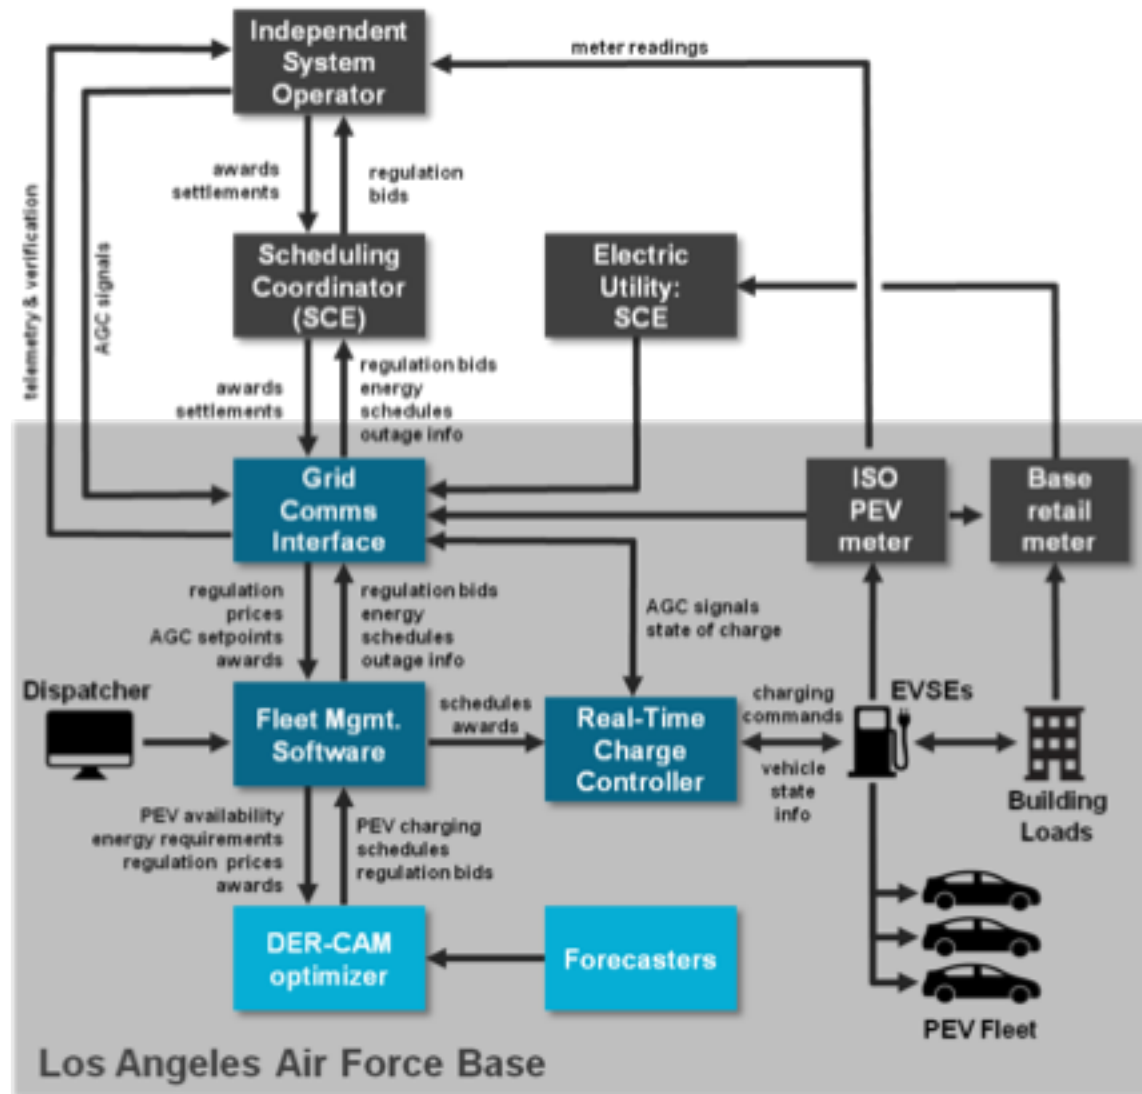 Independent
System
Operator
meter readings
awards
settlements
regulation
bids
telemetry & verification
AGC signals
Scheduling
Coordinator
(SCE)
Electric
Utility:
SCE
awards
settlements
regulation bids
energy
schedules
outage info
Grid
Comms
Interface
ISO
PEV
meter
Base
retail
meter
regulation
prices
AGC setpoints
awards
regulation bids
energy
schedules
outage info
AGC signals
state of charge
Dispatcher
Fleet Mgmt.
Software
schedules
awards
Real-Time
Charge
Controller
charging
commands
vehicle
state
info
EVSEs
Building
Loads
PEV availability
energy requirements
regulation prices
awards
PEV charging
schedules
regulation bids
DER-CAM
optimizer
Forecasters
PEV Fleet
Los Angeles Air Force Base